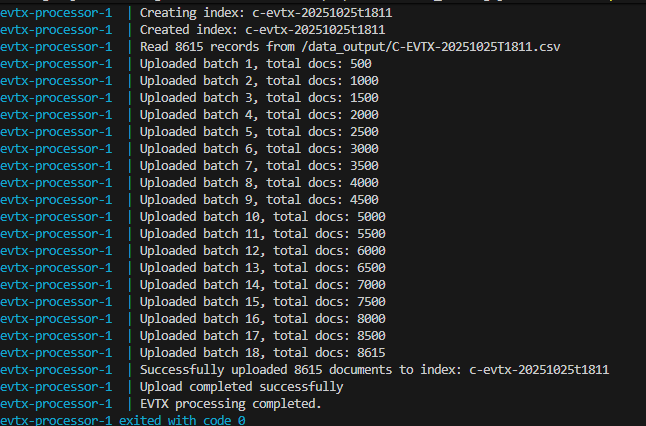 evtx-processor-1 | Creating index: c-evtx-20251025t1811
evtx-processor-1 | Created index: c-evtx-20251025t1811
evtx-processor-1 | Read 8615 records from /data_output/C-EVTX-20251025T1811.csv
evtx-processor-1 | Uploaded batch 1, total docs: 500
evtx-processor-1 | Uploaded batch 2, total docs: 1000
evtx-processor-1 | Uploaded batch 3, total docs: 1500
evtx-processor-1 | Uploaded batch 4, total docs: 2000
evtx-processor-1 | Uploaded batch 5, total docs: 2500
evtx-processor-1 | Uploaded batch 6, total docs: 3000
evtx-processor-1 | Uploaded batch 7, total docs: 3500
evtx-processor-1 | Uploaded batch 8, total docs: 4000
evtx-processor-1 | Uploaded batch 9, total docs: 4500
evtx-processor-1 | Uploaded batch 10, total docs: 5000
evtx-processor-1 | Uploaded batch 11, total docs: 5500
evtx-processor-1 | Uploaded batch 12, total docs: 6000
evtx-processor-1 | Uploaded batch 13, total docs: 6500
evtx-processor-1 | Uploaded batch 14, total docs: 7000
evtx-processor-1 | Uploaded batch 15, total docs: 7500
evtx-processor-1 | Uploaded batch 16, total docs: 8000
evtx-processor-1 | Uploaded batch 17, total docs: 8500
evtx-processor-1 | Uploaded batch 18, total docs: 8615
evtx-processor-1 | Successfully uploaded 8615 documents to index: c-evtx-20251025t1811
evtx-processor-1 | Upload completed successfully
evtx-processor-1 | EVTX processing completed.
evtx-processor-1 exited with code 0